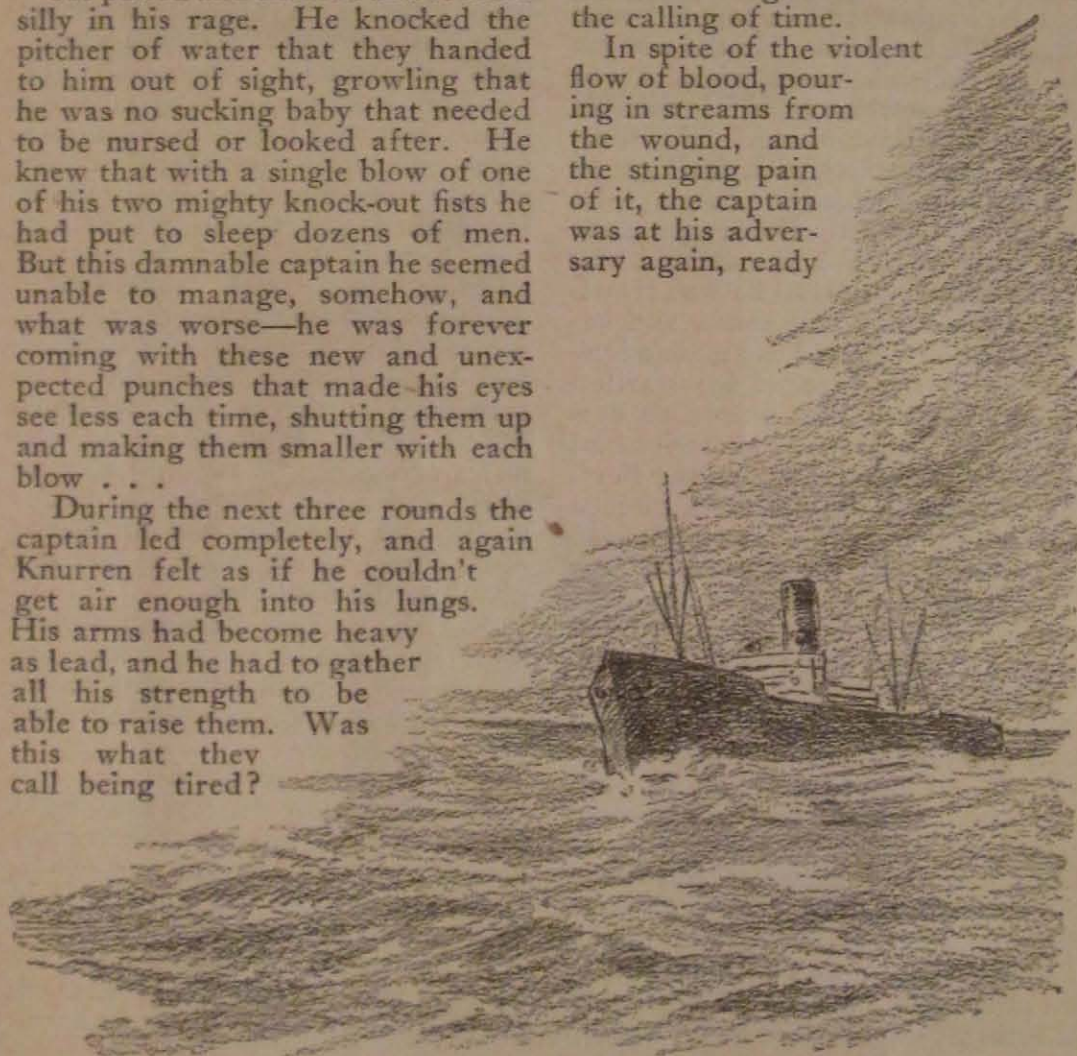 silly in his rage. He knocked the
pitcher of water that they handed
to him out of sight, growling that
he was no sucking baby that needed
to be nursed or looked after. He
knew that with a single blow of one
of his two mighty knock-out fists he
had put to sleep dozens of men.
But this damnable captain he seemed
unable to manage, somehow, and
what was worse—he was forever
coming with these new and unex-
pected punches that made his eyes
see less each time, shutting them up
and making them smaller with each
blow . . .
During the next three rounds the
captain led completely, and again
Knurren felt as if he couldn't
get air enough into his lungs.
His arms had become heavy
as lead, and he had to gather
all his strength to be
able to raise them. Was
this what they
call being tired?
the calling of time.
In spite of the violent
flow of blood, pour-
ing in streams from
the wound, and
the stinging pain
of it, the captain
was at his adver-
sary again, ready